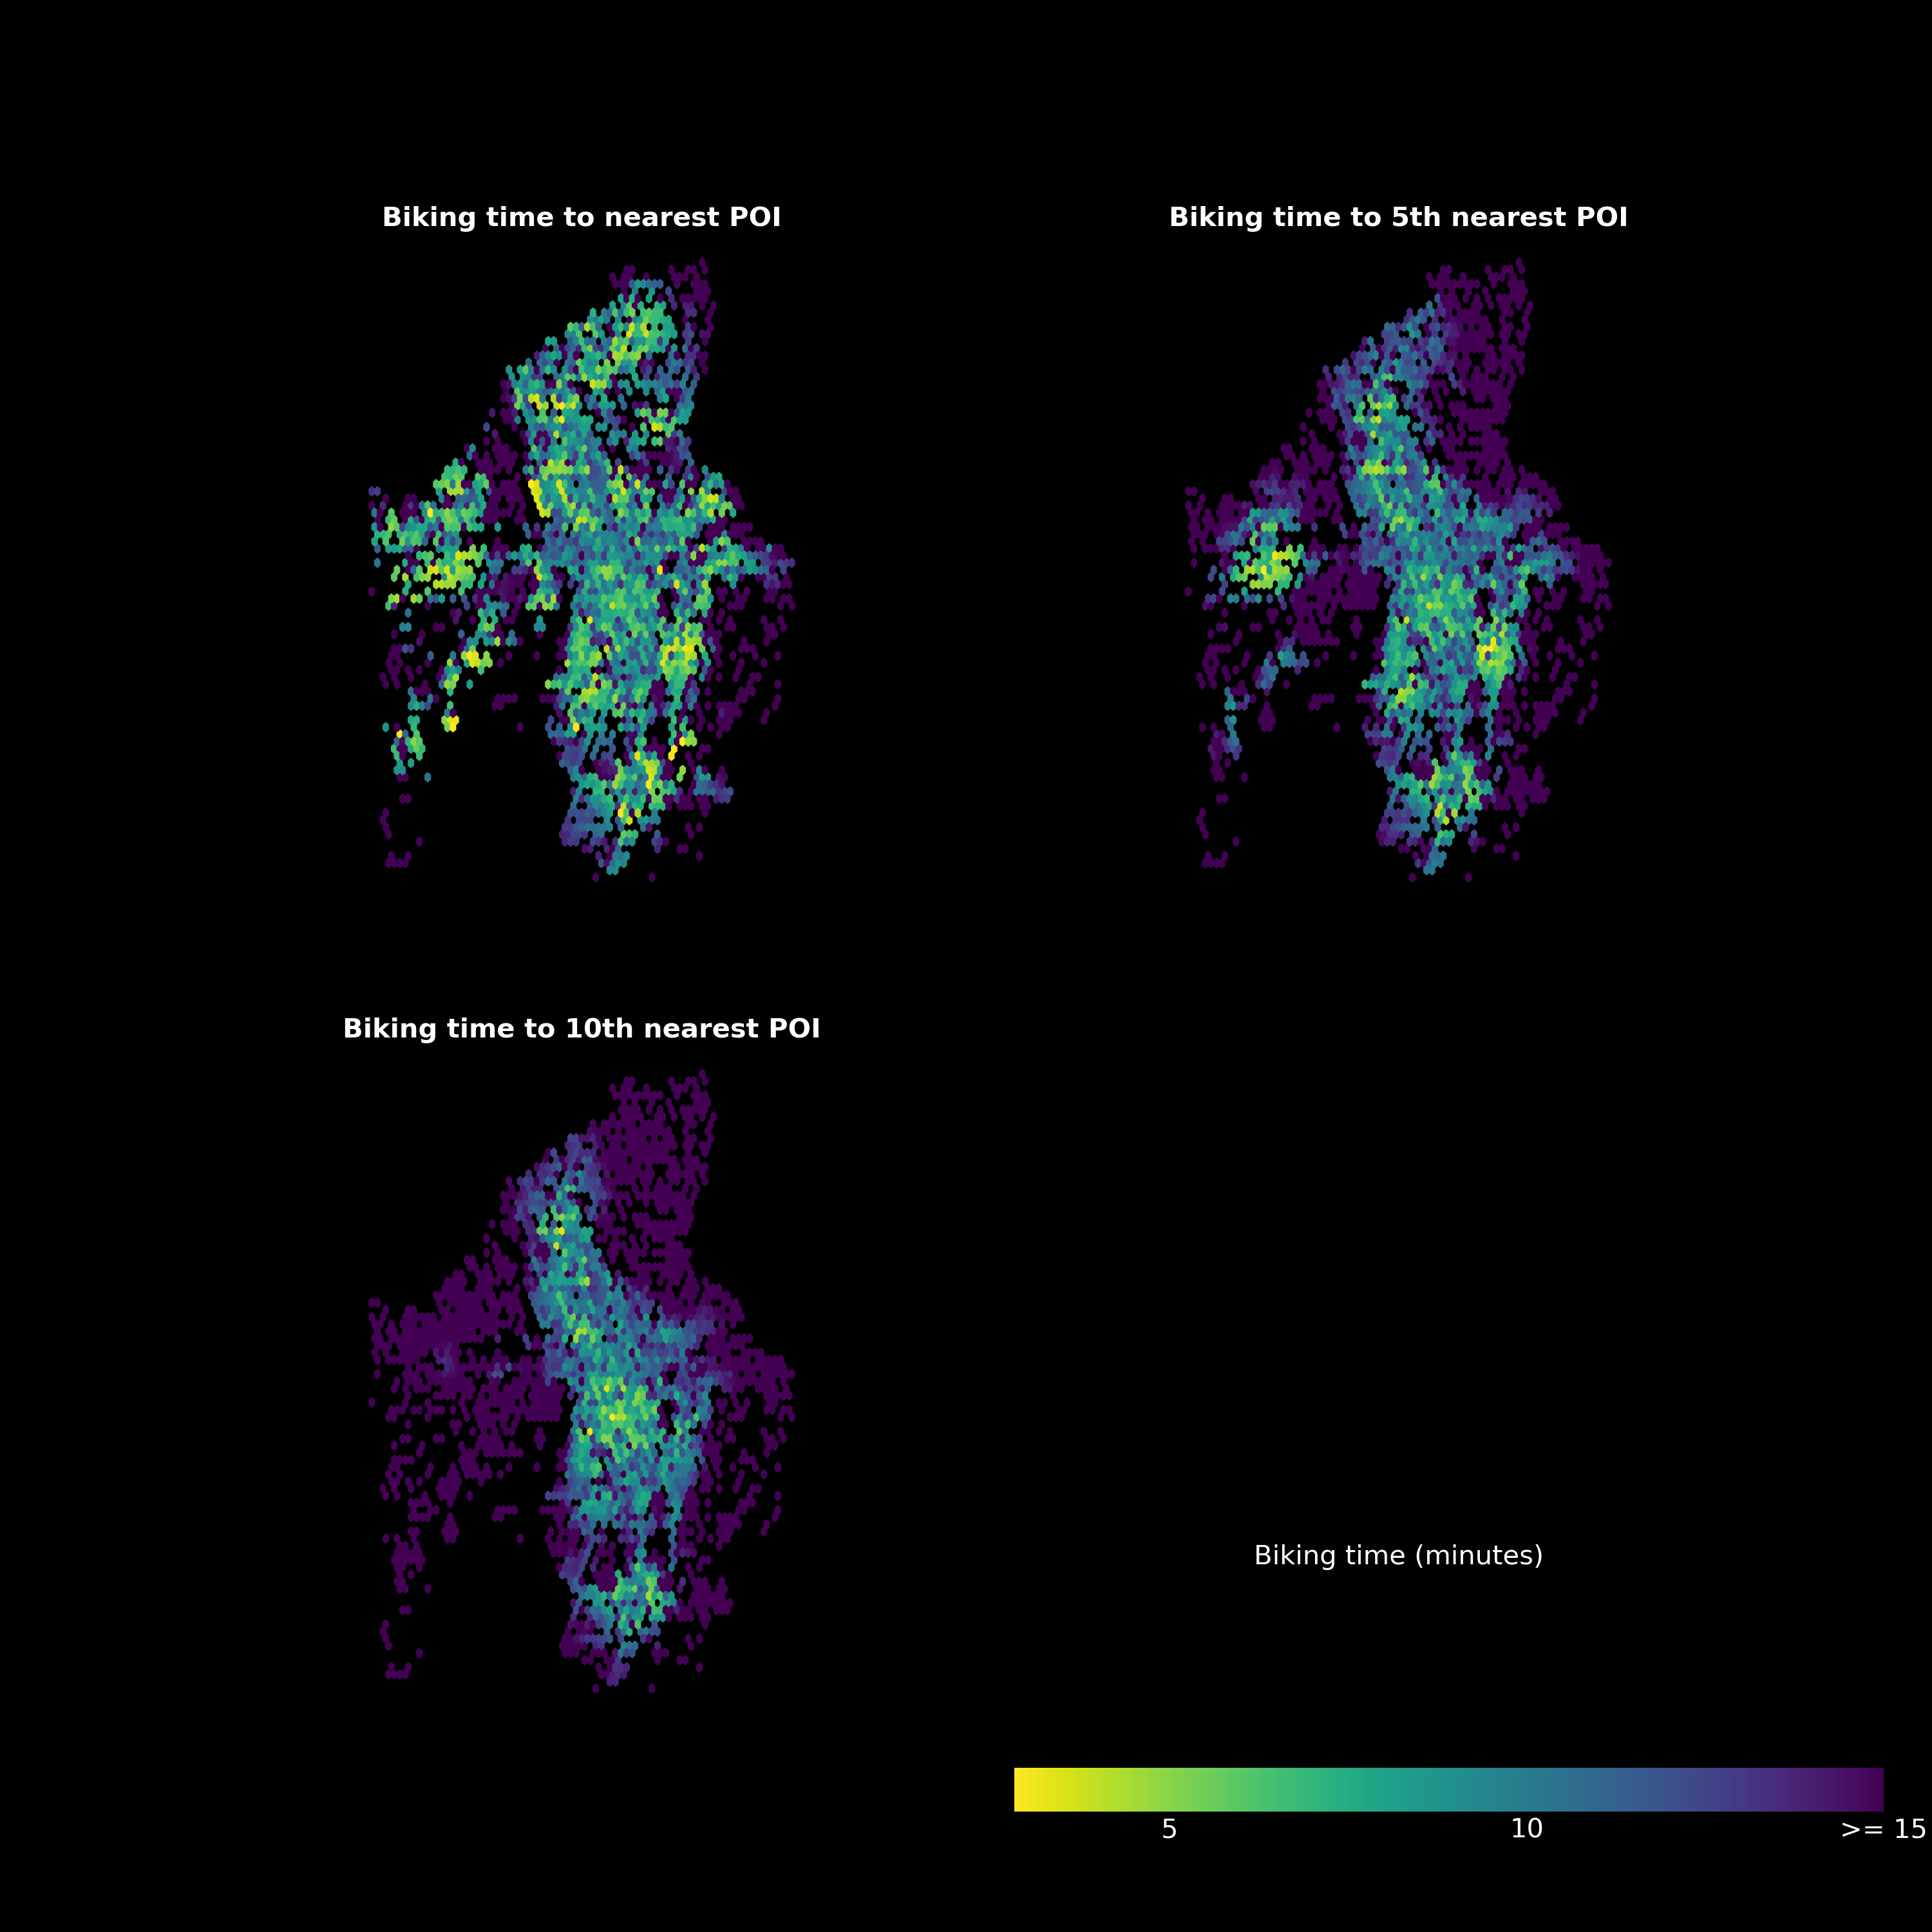 Biking time to nearest POI
Biking time to 5th nearest POI
Biking time to 10th nearest POI
Biking time (minutes)
5 10 >= 15